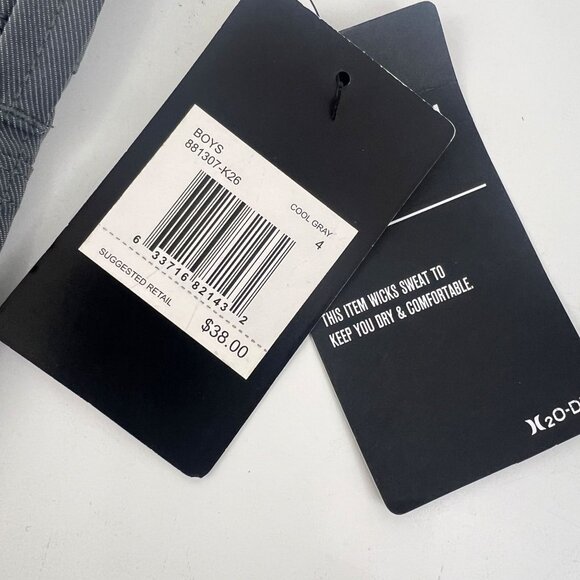 BOYS
881307-K26
COOL GRAY
4
6 33716 82143 2
SUGGESTED RETAIL
$38.00
THIS ITEM WICKS SWEAT TO
KEEP YOU DRY & COMFORTABLE.
2O-D